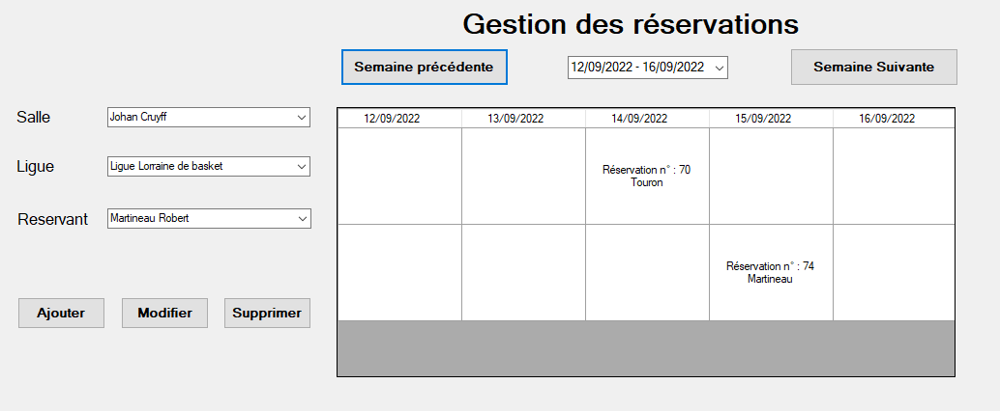 Gestion des réservations
Semaine précédente
12/09/2022 - 16/09/2022
Semaine Suivante
Salle
Johan Cruyff
Ligue
Ligue Lorraine de basket
Reservant
Martineau Robert
Ajouter
Modifier
Supprimer
12/09/2022
13/09/2022
14/09/2022
15/09/2022
16/09/2022
Réservation n° : 70
Touron
Réservation n° : 74
Martineau